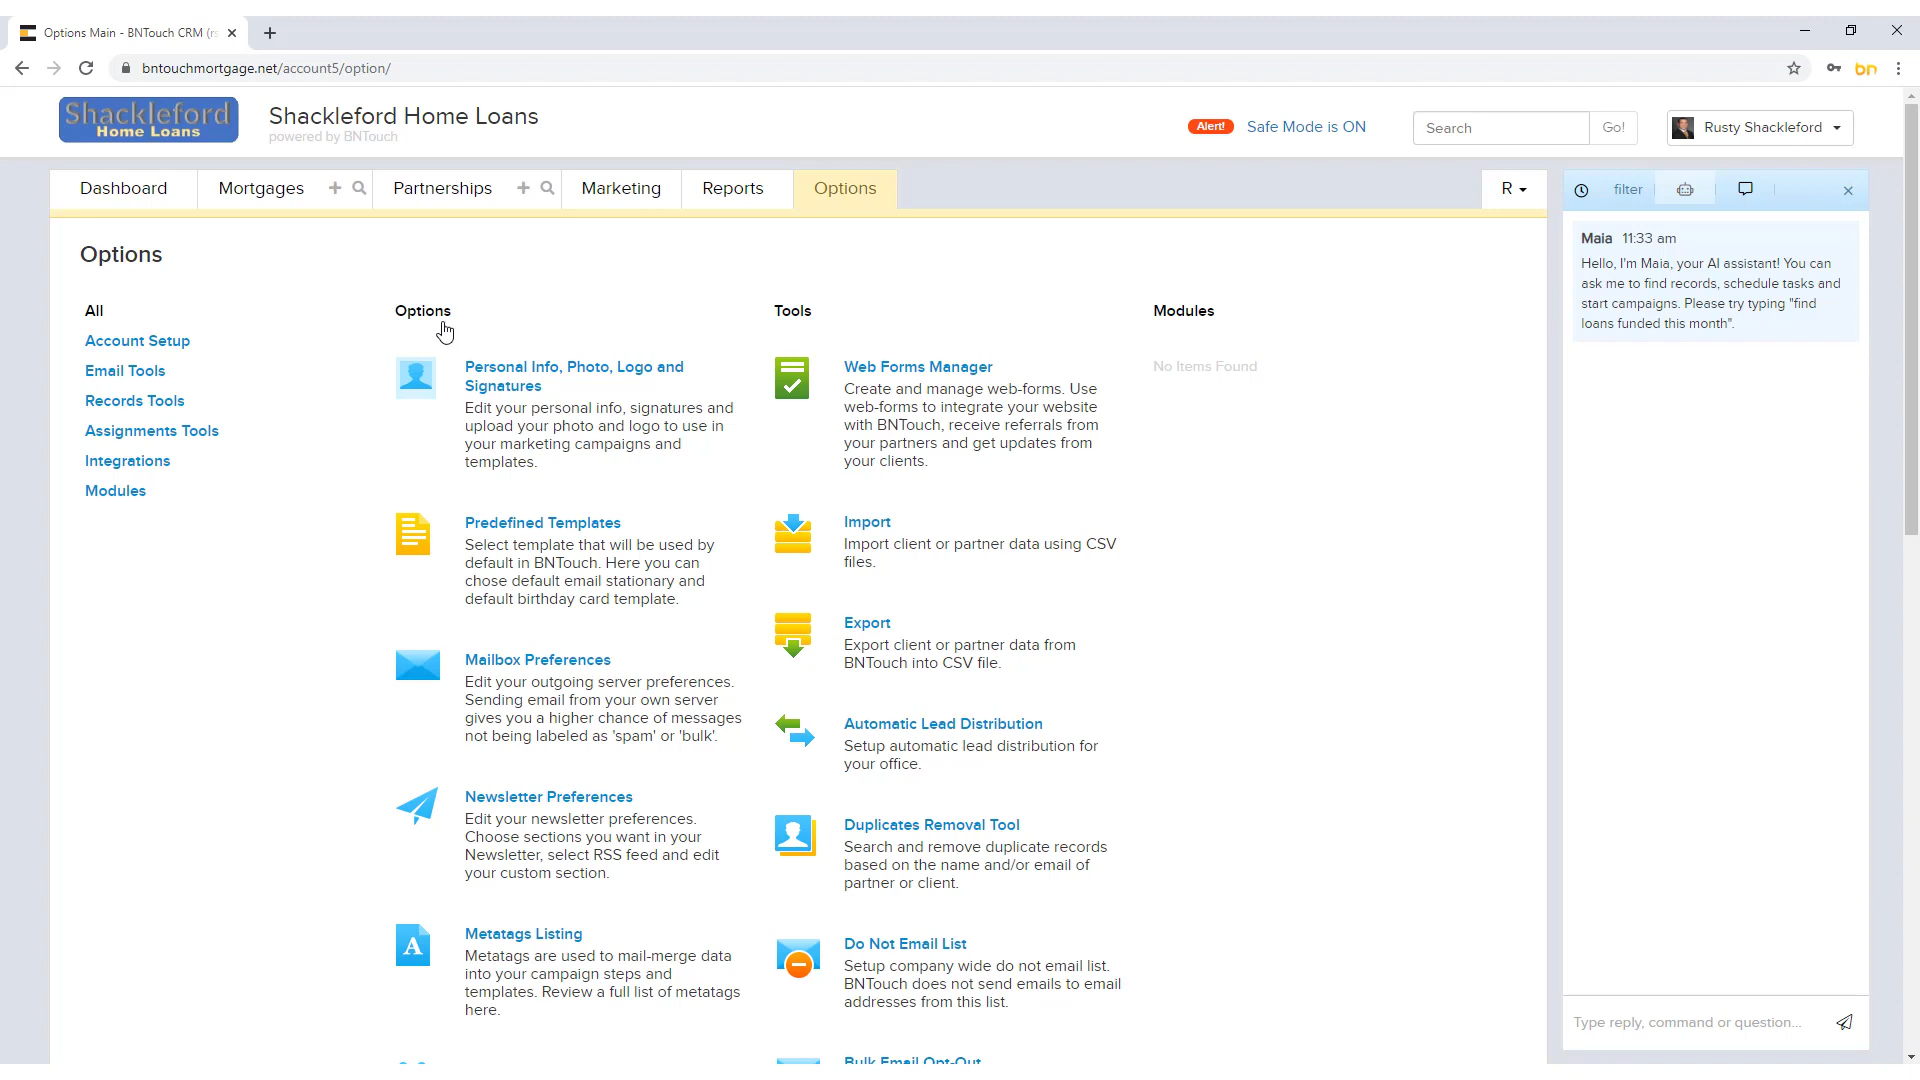 Options Main - BNTouch CRM (rs
bntouchmortgage.net/account5/option/
bn
Shackleford
Home Loans
Shackleford Home Loans
powered by BNTouch
Alert!
Safe Mode is ON
Search
Go!
Rusty Shackleford
Dashboard
Mortgages
Partnerships
Marketing
Reports
Options
R
filter
Options
All
Account Setup
Email Tools
Records Tools
Assignments Tools
Integrations
Modules
Options
Personal Info, Photo, Logo and
Signatures
Edit your personal info, signatures and
upload your photo and logo to use in
your marketing campaigns and
templates.
Predefined Templates
Select template that will be used by
default in BNTouch. Here you can
chose default email stationary and
default birthday card template.
Mailbox Preferences
Edit your outgoing server preferences.
Sending email from your own server
gives you a higher chance of messages
not being labeled as 'spam' or 'bulk'.
Newsletter Preferences
Edit your newsletter preferences.
Choose sections you want in your
Newsletter, select RSS feed and edit
your custom section.
A
Metatags Listing
Metatags are used to mail-merge data
into your campaign steps and
templates. Review a full list of metatags
here.
Tools
Web Forms Manager
Create and manage web-forms. Use
web-forms to integrate your website
with BNTouch, receive referrals from
your partners and get updates from
your clients.
Import
Import client or partner data using CSV
files.
Export
Export client or partner data from
BNTouch into CSV file.
Automatic Lead Distribution
Setup automatic lead distribution for
your office.
Duplicates Removal Tool
Search and remove duplicate records
based on the name and/or email of
partner or client.
Do Not Email List
Setup company wide do not email list.
BNTouch does not send emails to email
addresses from this list.
Bulk Email Opt-Out
Modules
No Items Found
Maia 11:33 am
Hello, I'm Maia, your AI assistant! You can
ask me to find records, schedule tasks and
start campaigns. Please try typing "find
loans funded this month".
Type reply, command or question...